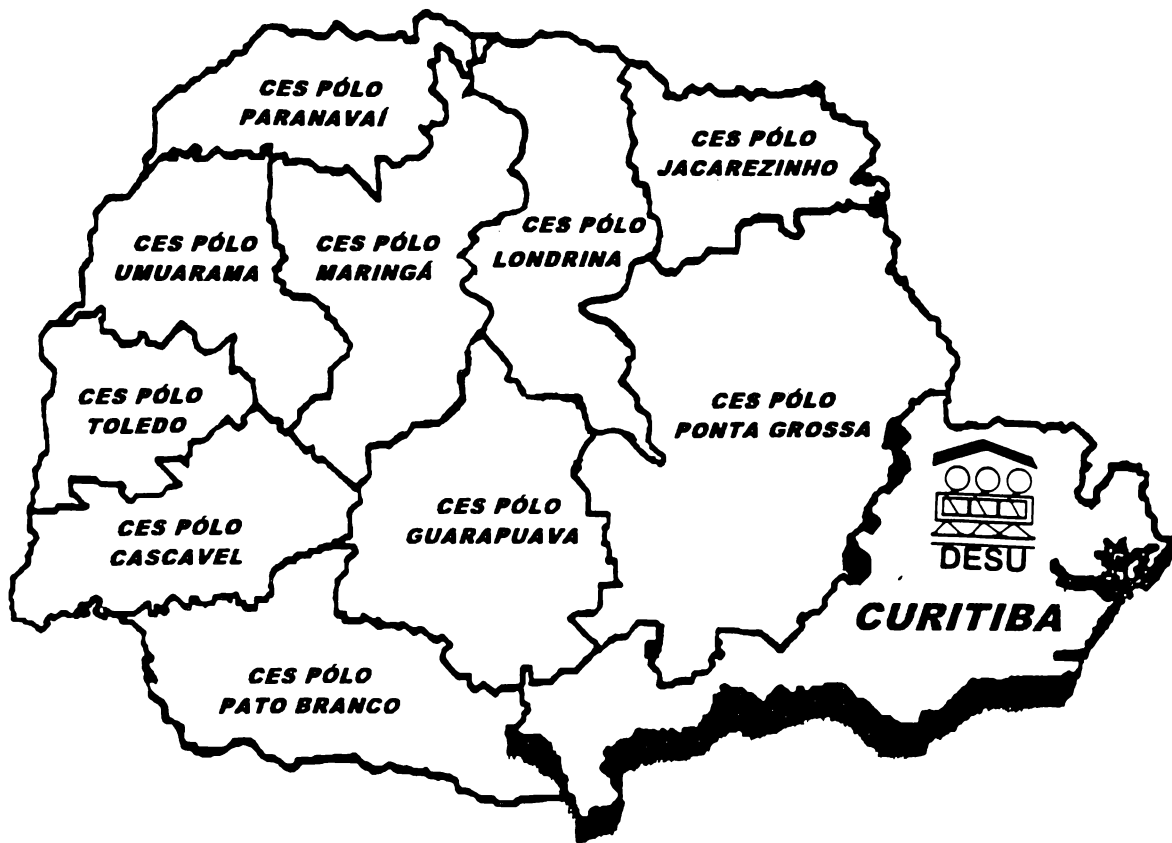 CES PÓLO
PARANAVAÍ
CES PÓLO
JACAREZINHO
CES PÓLO
UMUARAMA
CES PÓLO
MARINGÁ
CES PÓLO
LONDRINA
CES PÓLO
TOLEDO
CES PÓLO
PONTA GROSSA
CES PÓLO
CASCAVEL
CES PÓLO
GUARAPUAVA
DESU
CURITIBA
CES PÓLO
PATO BRANCO